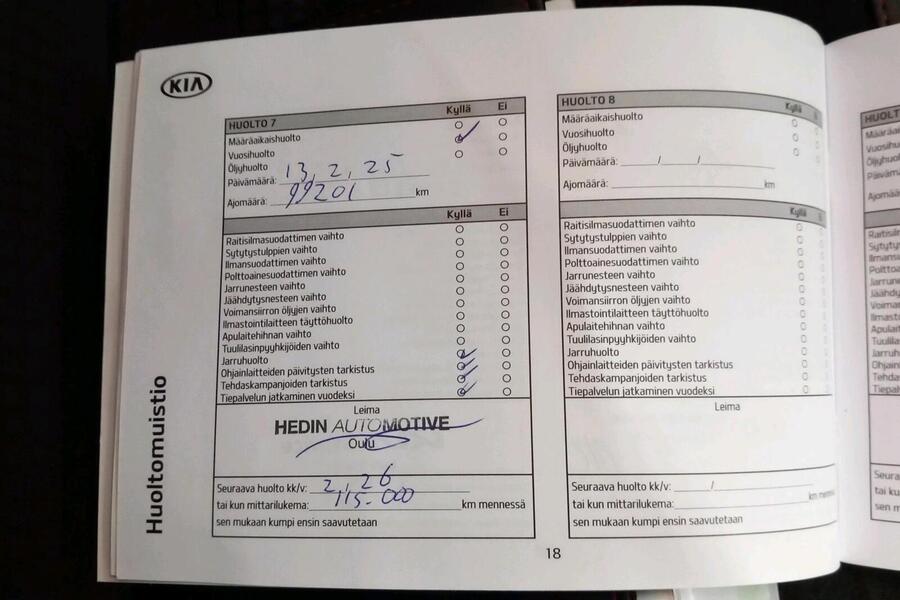 KIA
Huoltomuistio
HUOLTO 7 Kyllä Ei
Määräaikaishuolto
Vuosihuolto
Öljyhuolto
Päivämäärä: 13, 2, 25
Ajomäärä: 99201 km
Kyllä Ei
Raitisilmasuodattimen vaihto
Sytytystulppien vaihto
Ilmansuodattimen vaihto
Polttoainesuodattimen vaihto
Jarrunesteen vaihto
Jäähdytysnesteen vaihto
Voimansiirron öljyjen vaihto
Ilmastointilaitteen täyttöhuolto
Apulaitehihnan vaihto
Tuulilasinpyyhkijöiden vaihto
Jarruhuolto
Ohjainlaitteiden päivitysten tarkistus
Tehdaskampanjoiden tarkistus
Tiepalvelun jatkaminen vuodeksi
Leima
HEDIN AUTOMOTIVE
Oulu
Seuraava huolto kk/v: 2, 26
tai kun mittarilukema: 115.000 km mennessä
sen mukaan kumpi ensin saavutetaan
HUOLTO 8 Kyllä
Määräaikaishuolto
Vuosihuolto
Öljyhuolto
Päivämäärä: / /
Ajomäärä: km
Kyllä
Raitisilmasuodattimen vaihto
Sytytystulppien vaihto
Ilmansuodattimen vaihto
Polttoainesuodattimen vaihto
Jarrunesteen vaihto
Jäähdytysnesteen vaihto
Voimansiirron öljyjen vaihto
Ilmastointilaitteen täyttöhuolto
Apulaitehihnan vaihto
Tuulilasinpyyhkijöiden vaihto
Jarruhuolto
Ohjainlaitteiden päivitysten tarkistus
Tehdaskampanjoiden tarkistus
Tiepalvelun jatkaminen vuodeksi
Leima
Seuraava huolto kk/v: /
tai kun mittarilukema: km
sen mukaan kumpi ensin saavutetaan
18